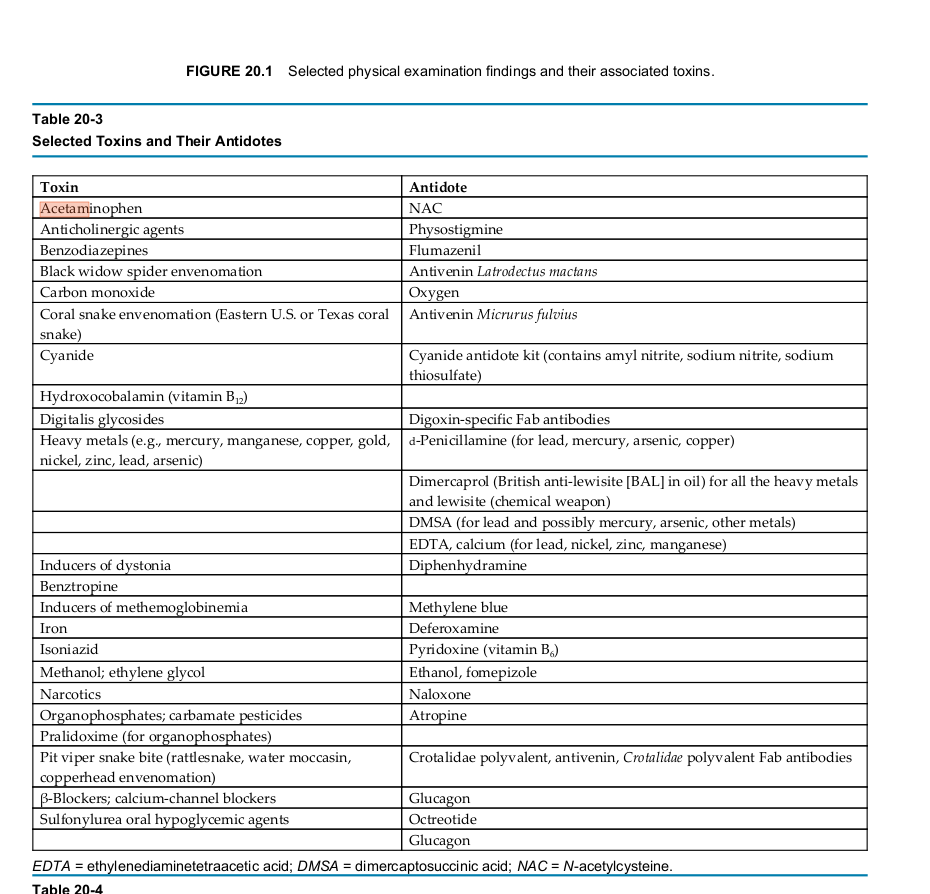 FIGURE 20.1 Selected physical examination findings and their associated toxins.
Table 20-3
Selected Toxins and Their Antidotes
Toxin Antidote
Acetaminophen NAC
Anticholinergic agents Physostigmine
Benzodiazepines Flumazenil
Black widow spider envenomation Antivenin Latrodectus mactans
Carbon monoxide Oxygen
Coral snake envenomation (Eastern U.S. or Texas coral Antivenin Micrurus fulvius
snake)
Cyanide Cyanide antidote kit (contains amyl nitrite, sodium nitrite, sodium
thiosulfate)
Hydroxocobalamin (vitamin B12)
Digitalis glycosides Digoxin-specific Fab antibodies
Heavy metals (e.g., mercury, manganese, copper, gold, d-Penicillamine (for lead, mercury, arsenic, copper)
nickel, zinc, lead, arsenic)
Dimercaprol (British anti-lewisite [BAL] in oil) for all the heavy metals
and lewisite (chemical weapon)
DMSA (for lead and possibly mercury, arsenic, other metals)
EDTA, calcium (for lead, nickel, zinc, manganese)
Inducers of dystonia Diphenhydramine
Benztropine
Inducers of methemoglobinemia Methylene blue
Iron Deferoxamine
Isoniazid Pyridoxine (vitamin B6)
Methanol; ethylene glycol Ethanol, fomepizole
Narcotics Naloxone
Organophosphates; carbamate pesticides Atropine
Pralidoxime (for organophosphates)
Pit viper snake bite (rattlesnake, water moccasin, Crotalidae polyvalent, antivenin, Crotalidae polyvalent Fab antibodies
copperhead envenomation)
β-Blockers; calcium-channel blockers Glucagon
Sulfonylurea oral hypoglycemic agents Octreotide
Glucagon
EDTA = ethylenediaminetetraacetic acid; DMSA = dimercaptosuccinic acid; NAC = N-acetylcysteine.
Table 20-4